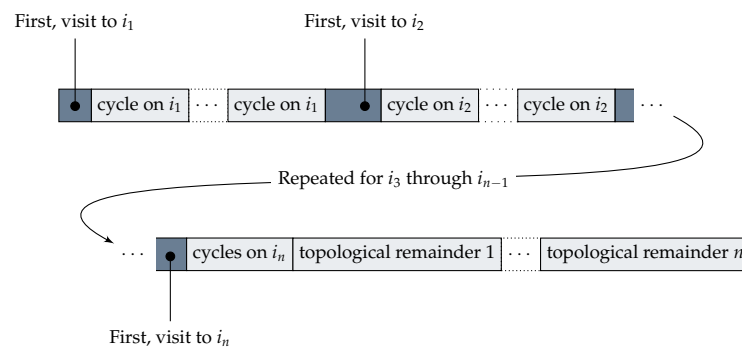 First, visit to i₁ First, visit to i₂
cycle on i₁ ··· cycle on i₁ cycle on i₂ ··· cycle on i₂ ···
Repeated for i₃ through iₙ₋₁
··· cycles on iₙ topological remainder 1 ··· topological remainder n
First, visit to iₙ